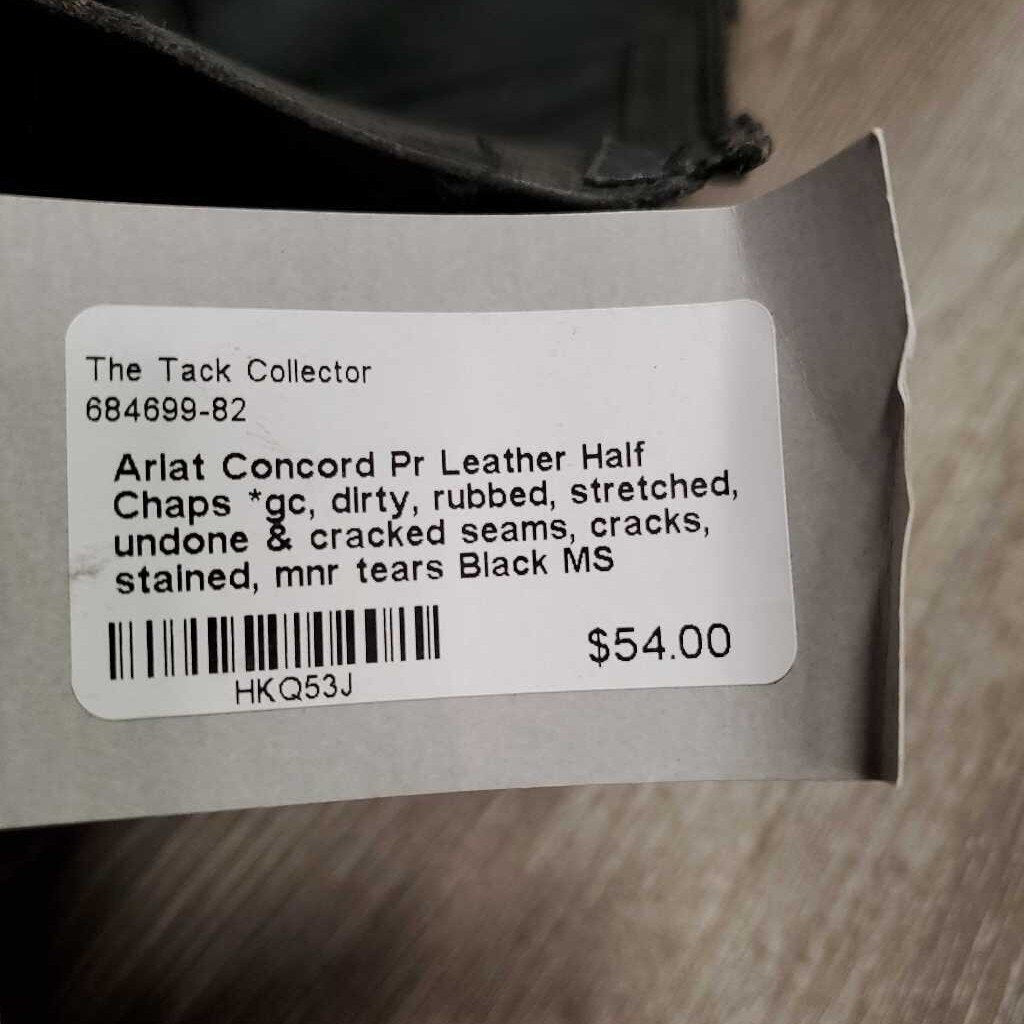 The Tack Collector
684699-82
Ariat Concord Pr Leather Half
Chaps *gc, dirty, rubbed, stretched,
undone & cracked seams, cracks,
stained, mnr tears Black MS
$54.00
HKQ53J